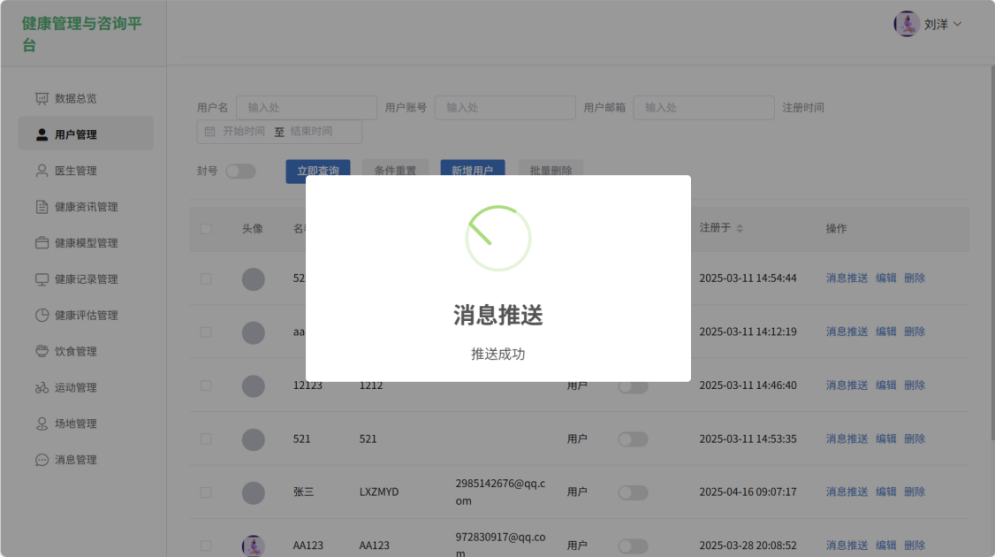 健康管理与咨询平
台
刘洋
数据总览
用户管理
医生管理
健康资讯管理
健康模型管理
健康记录管理
健康评估管理
饮食管理
运动管理
场地管理
消息管理
用户名 输入处 用户账号 输入处 用户邮箱 输入处 注册时间
开始时间 至 结束时间
封号 立即查询 条件重置 新增用户 批量删除
头像 注册于 操作
52 2025-03-11 14:54:44 消息推送 编辑 删除
aa 2025-03-11 14:12:19 消息推送 编辑 删除
消息推送
推送成功
12123 1212 用户 2025-03-11 14:46:40 消息推送 编辑 删除
521 521 用户 2025-03-11 14:53:35 消息推送 编辑 删除
张三 LXZMYD 2985142676@qq.c
om 用户 2025-04-16 09:07:17 消息推送 编辑 删除
AA123 AA123 972830917@qq.co
m 用户 2025-03-28 20:08:52 消息推送 编辑 删除